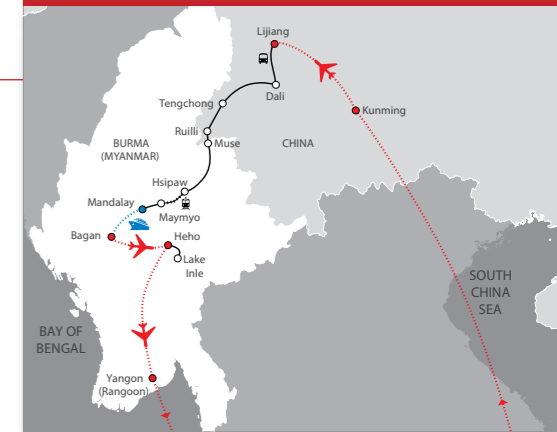 Lijiang
Dali
Tengchong
Kunming
Ruilli
Muse
BURMA
(MYANMAR)
CHINA
Hsipaw
Mandalay
Maymyo
Bagan
Heho
Lake
Inle
SOUTH
CHINA
SEA
BAY OF
BENGAL
Yangon
(Rangoon)